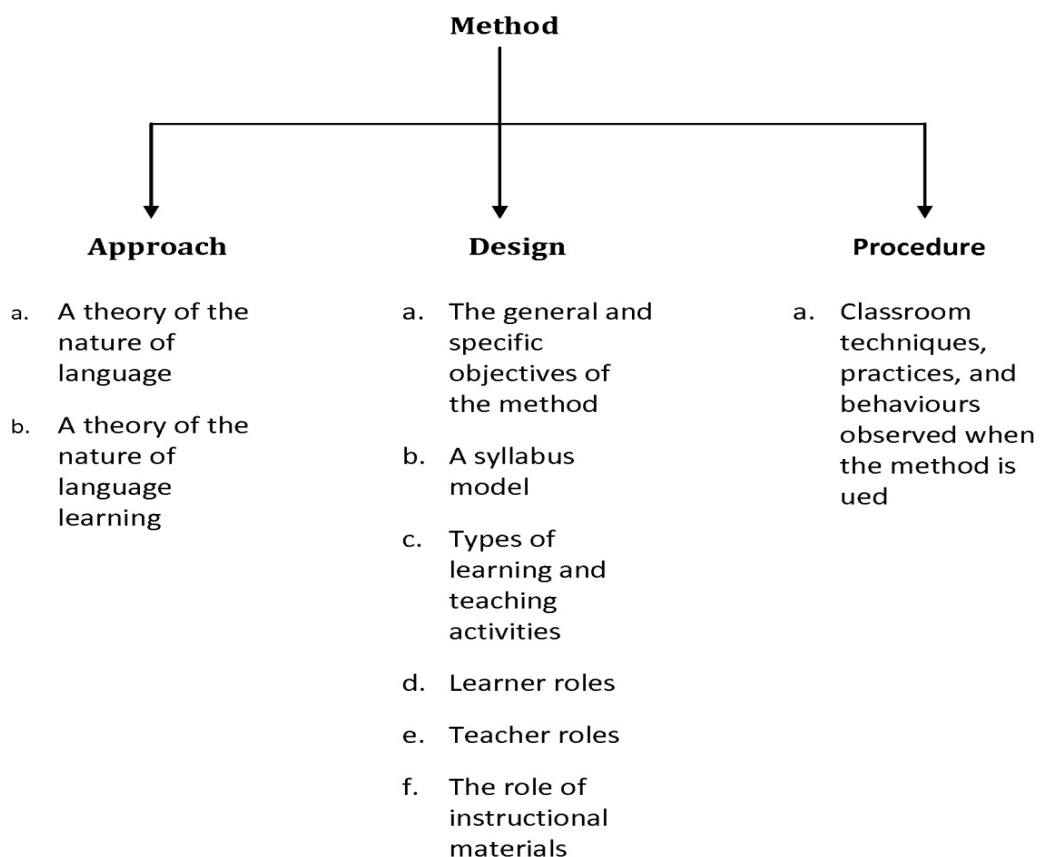 Method
Approach
a. A theory of the
nature of
language
b. A theory of the
nature of
language
learning
Design
a. The general and
specific
objectives of
the method
b. A syllabus
model
c. Types of
learning and
teaching
activities
d. Learner roles
e. Teacher roles
f. The role of
instructional
materials
Procedure
a. Classroom
techniques,
practices, and
behaviours
observed when
the method is
ued